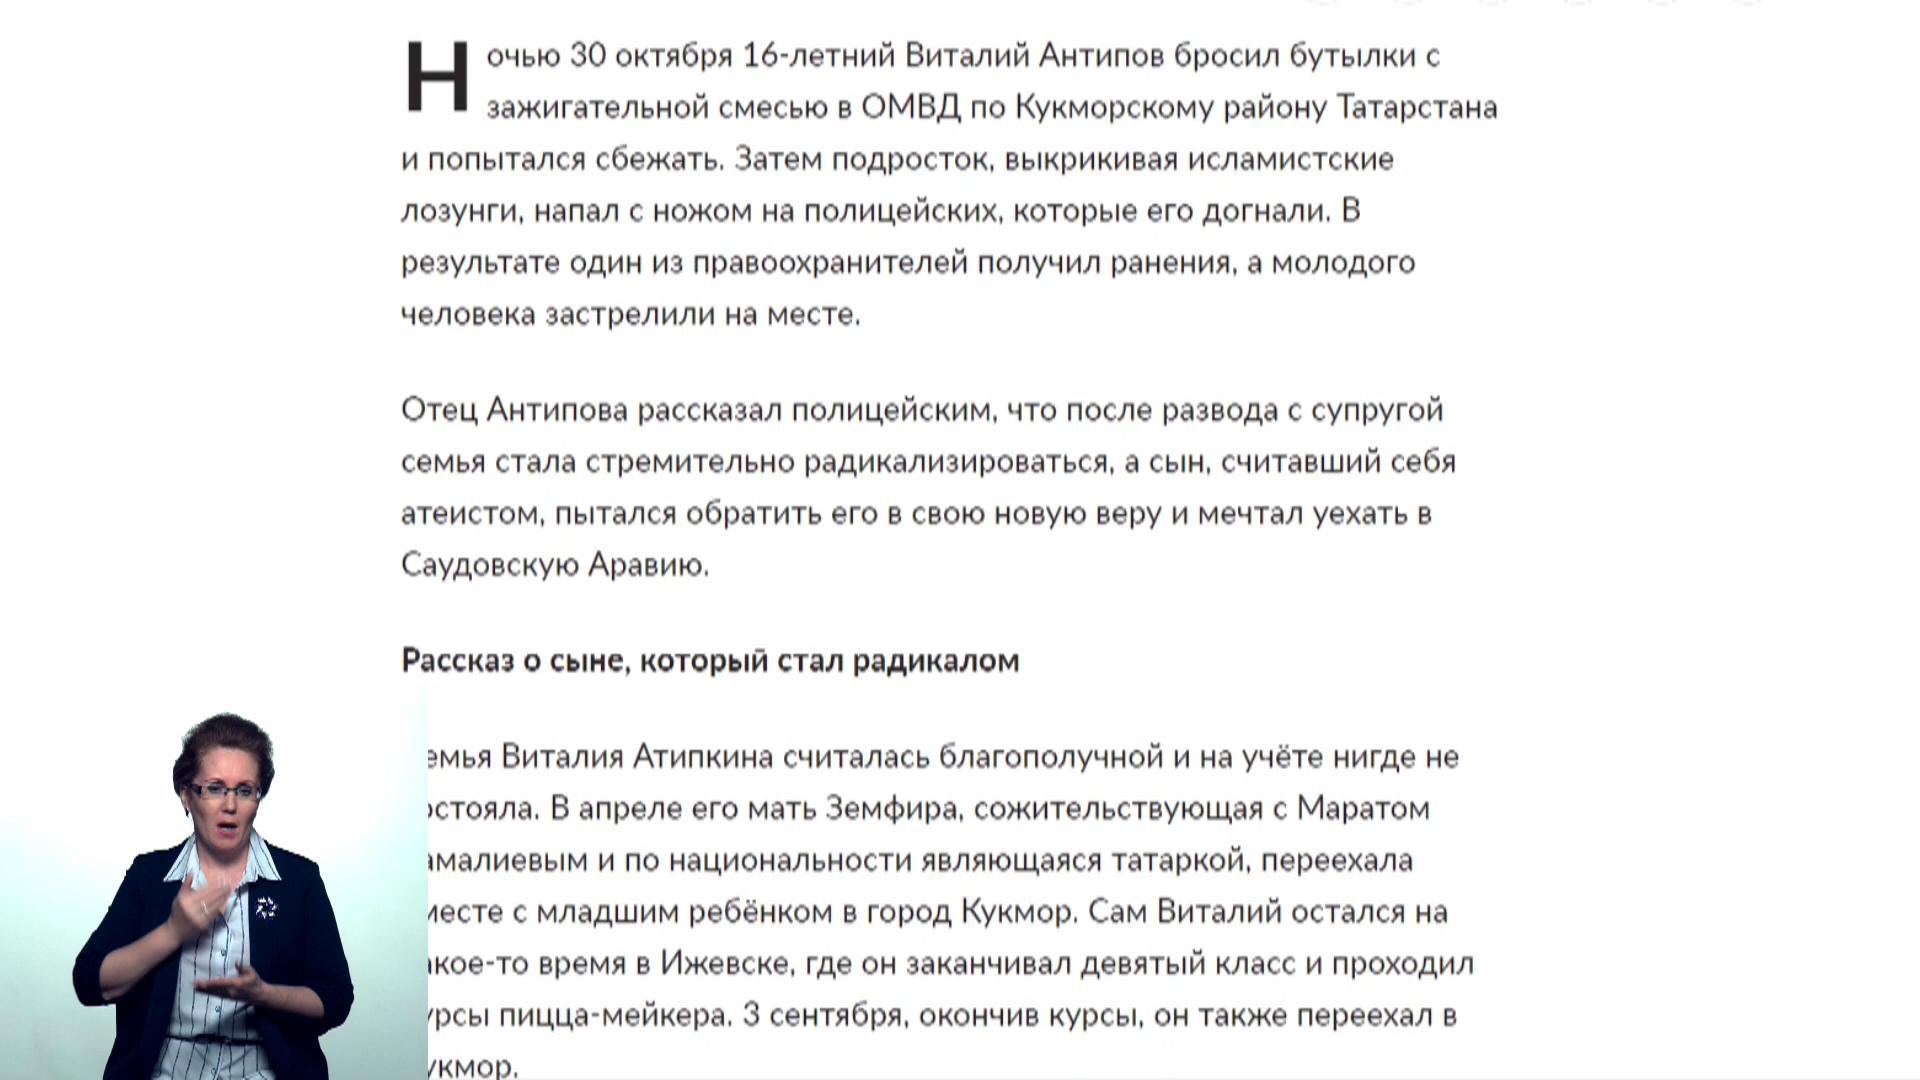 Ночью 30 октября 16-летний Виталий Антипов бросил бутылки с
зажигательной смесью в ОМВД по Кукморскому району Татарстана
и попытался сбежать. Затем подросток, выкрикивая исламистские
лозунги, напал с ножом на полицейских, которые его догнали. В
результате один из правоохранителей получил ранения, а молодого
человека застрелили на месте.
Отец Антипова рассказал полицейским, что после развода с супругой
семья стала стремительно радикализироваться, а сын, считавший себя
атеистом, пытался обратить его в свою новую веру и мечтал уехать в
Саудовскую Аравию.
Рассказ о сыне, который стал радикалом
емья Виталия Атипкина считалась благополучной и на учёте нигде не
остояла. В апреле его мать Земфира, сожительствующая с Маратом
амалиевым и по национальности являющаяся татаркой, переехала
месте с младшим ребёнком в город Кукмор. Сам Виталий остался на
акое-то время в Ижевске, где он заканчивал девятый класс и проходил
урсы пицца-мейкера. 3 сентября, окончив курсы, он также переехал в
укмор.